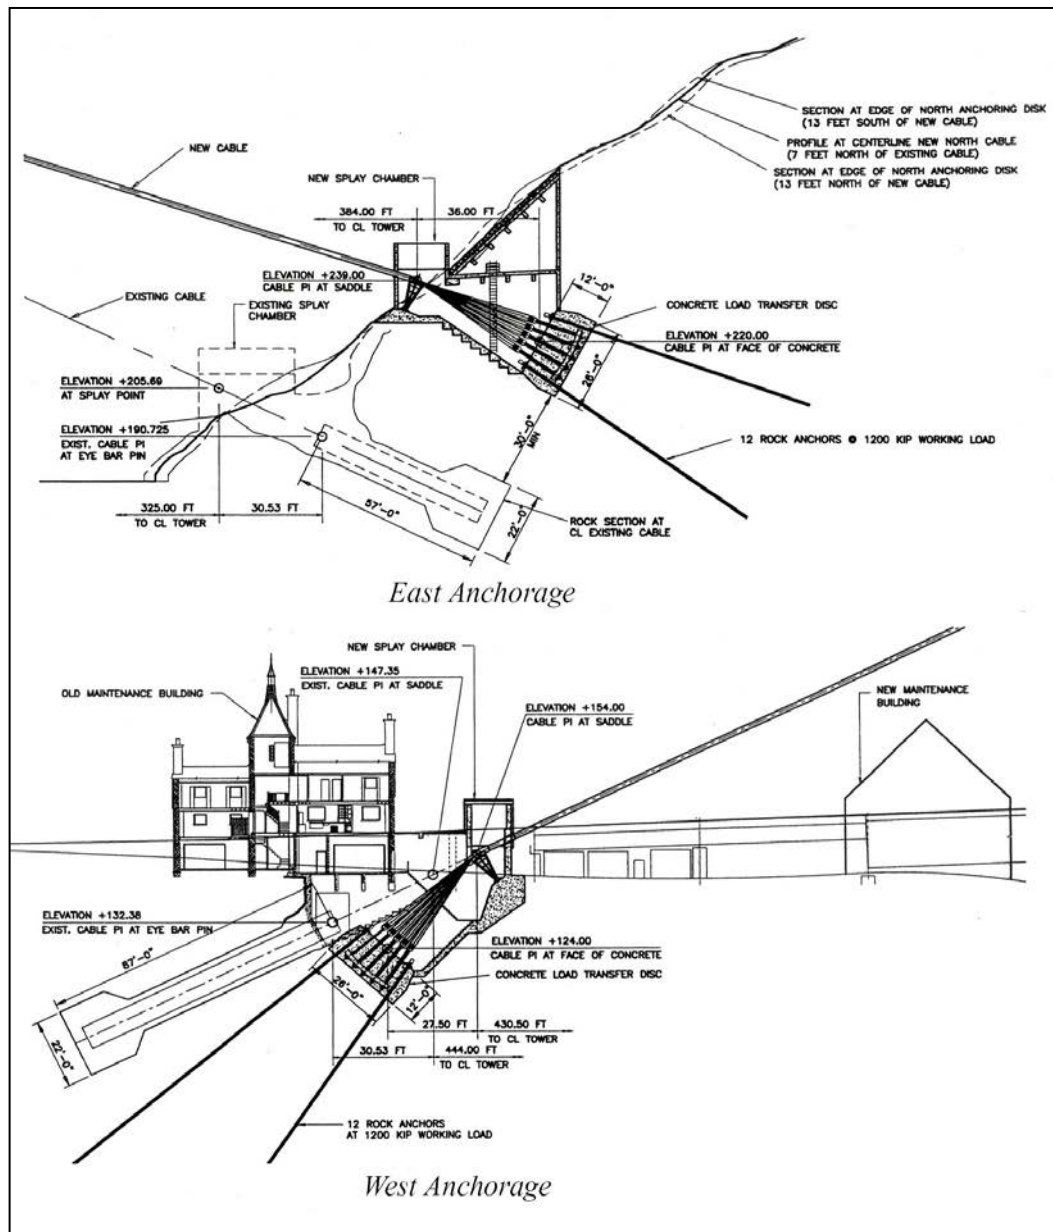 SECTION AT EDGE OF NORTH ANCHORING DISK
(13 FEET SOUTH OF NEW CABLE)
NEW CABLE
PROFILE AT CENTERLINE NEW NORTH CABLE
(7 FEET NORTH OF EXISTING CABLE)
NEW SPLAY CHAMBER
SECTION AT EDGE OF NORTH ANCHORING DISK
(13 FEET NORTH OF NEW CABLE)
384.00 FT
36.00 FT
TO CL TOWER
ELEVATION +239.00
CABLE PI AT SADDLE
12'-0"
EXISTING CABLE
EXISTING SPLAY
CHAMBER
CONCRETE LOAD TRANSFER DISC
ELEVATION +220.00
CABLE PI AT FACE OF CONCRETE
ELEVATION +205.69
AT SPLAY POINT
26'-0"
ELEVATION +190.725
EXIST. CABLE PI
AT EYE BAR PIN
30'-0"
MIN
12 ROCK ANCHORS @ 1200 KIP WORKING LOAD
57'-0"
325.00 FT
30.53 FT
TO CL TOWER
22'-0"
ROCK SECTION AT
CL EXISTING CABLE
East Anchorage
NEW SPLAY CHAMBER
ELEVATION +147.35
EXIST. CABLE PI AT SADDLE
OLD MAINTENANCE BUILDING
NEW MAINTENANCE
BUILDING
ELEVATION +154.00
CABLE PI AT SADDLE
ELEVATION +132.38
EXIST. CABLE PI AT EYE BAR PIN
ELEVATION +124.00
CABLE PI AT FACE OF CONCRETE
87'-0"
CONCRETE LOAD TRANSFER DISC
26'-0"
12'-0"
27.50 FT
430.50 FT
TO CL TOWER
22'-0"
30.53 FT
444.00 FT
TO CL TOWER
12 ROCK ANCHORS
AT 1200 KIP WORKING LOAD
West Anchorage